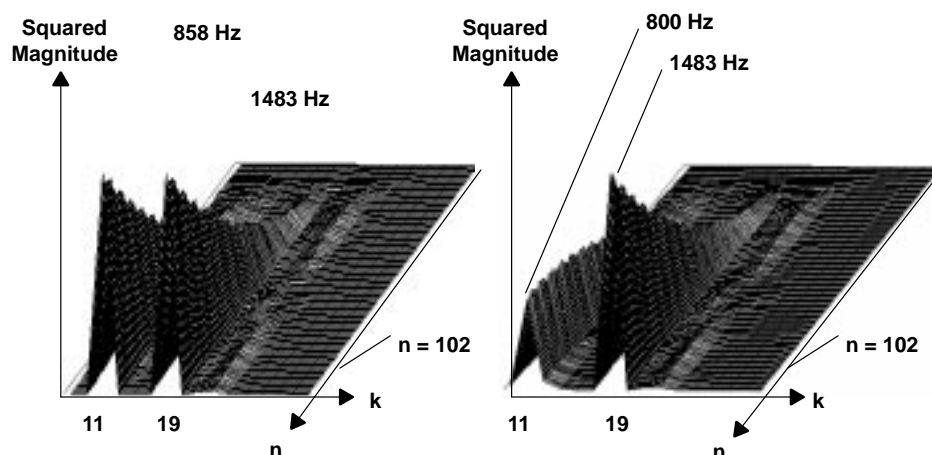 Squared
Magnitude
858 Hz
1483 Hz
n = 102
k
11
19
n
Squared
Magnitude
800 Hz
1483 Hz
n = 102
k
11
19
n